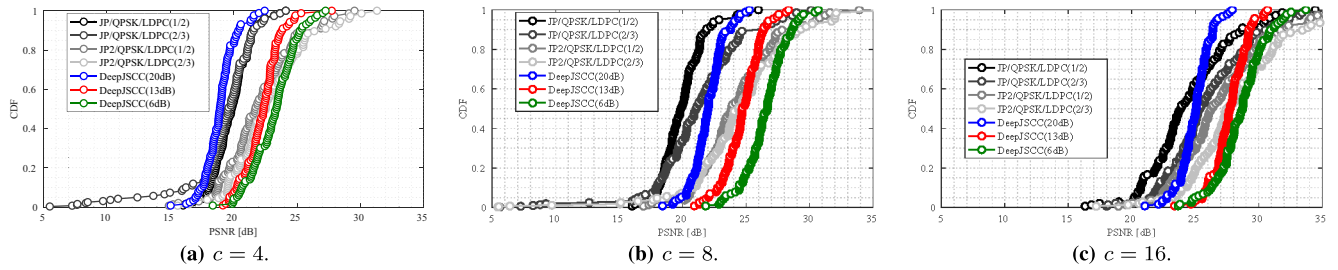 CDF
1
0.8
0.6
0.4
0.2
0
JP/QPSK/LDPC(1/2)
JP/QPSK/LDPC(2/3)
JP2/QPSK/LDPC(1/2)
JP2/QPSK/LDPC(2/3)
DeepJSCC(20dB)
DeepJSCC(13dB)
DeepJSCC(6dB)
5 10 15 20 25 30 35
PSNR [dB]
(a) c = 4.
CDF
1
0.8
0.6
0.4
0.2
0
JP/QPSK/LDPC(1/2)
JP/QPSK/LDPC(2/3)
JP2/QPSK/LDPC(1/2)
JP2/QPSK/LDPC(2/3)
DeepJSCC(20dB)
DeepJSCC(13dB)
DeepJSCC(6dB)
5 10 15 20 25 30 35
PSNR [dB]
(b) c = 8.
CDF
1
0.8
0.6
0.4
0.2
0
JP/QPSK/LDPC(1/2)
JP/QPSK/LDPC(2/3)
JP2/QPSK/LDPC(1/2)
JP2/QPSK/LDPC(2/3)
DeepJSCC(20dB)
DeepJSCC(13dB)
DeepJSCC(6dB)
5 10 15 20 25 30 35
PSNR [dB]
(c) c = 16.